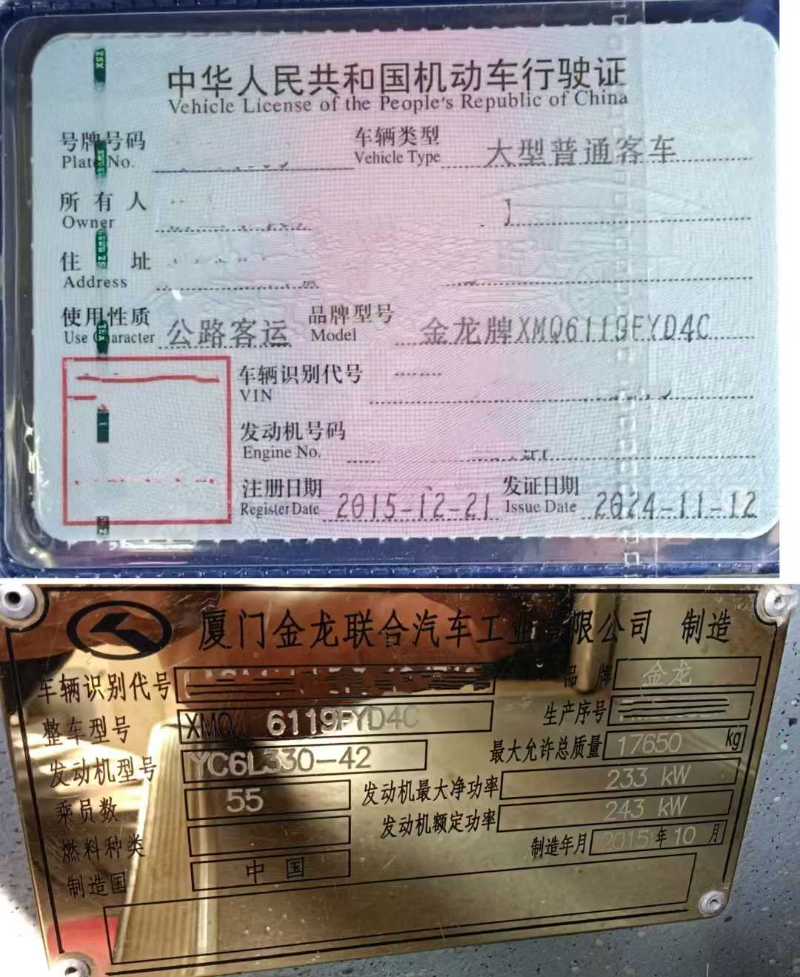 中华人民共和国机动车行驶证
Vehicle License of the People's Republic of China
号牌号码 车辆类型 大型普通客车
Plate No. Vehicle Type
所有人
Owner
住址
Address
使用性质 公路客运 品牌型号 金龙牌XMQ6119FYD4C
Use Character Model
车辆识别代号
VIN
发动机号码
Engine No.
注册日期 2015-12-21 发证日期 2024-11-12
Register Date Issue Date
厦门金龙联合汽车工业有限公司 制造
车辆识别代号 品牌 金龙
整车型号 XMQ 6119FYD4C 生产序号
发动机型号 YC6L330-42 最大允许总质量 17650 kg
乘员数 55 发动机最大净功率 233 kW
燃料种类 发动机额定功率 243 kW
制造国 中国 制造年月 2015年10月